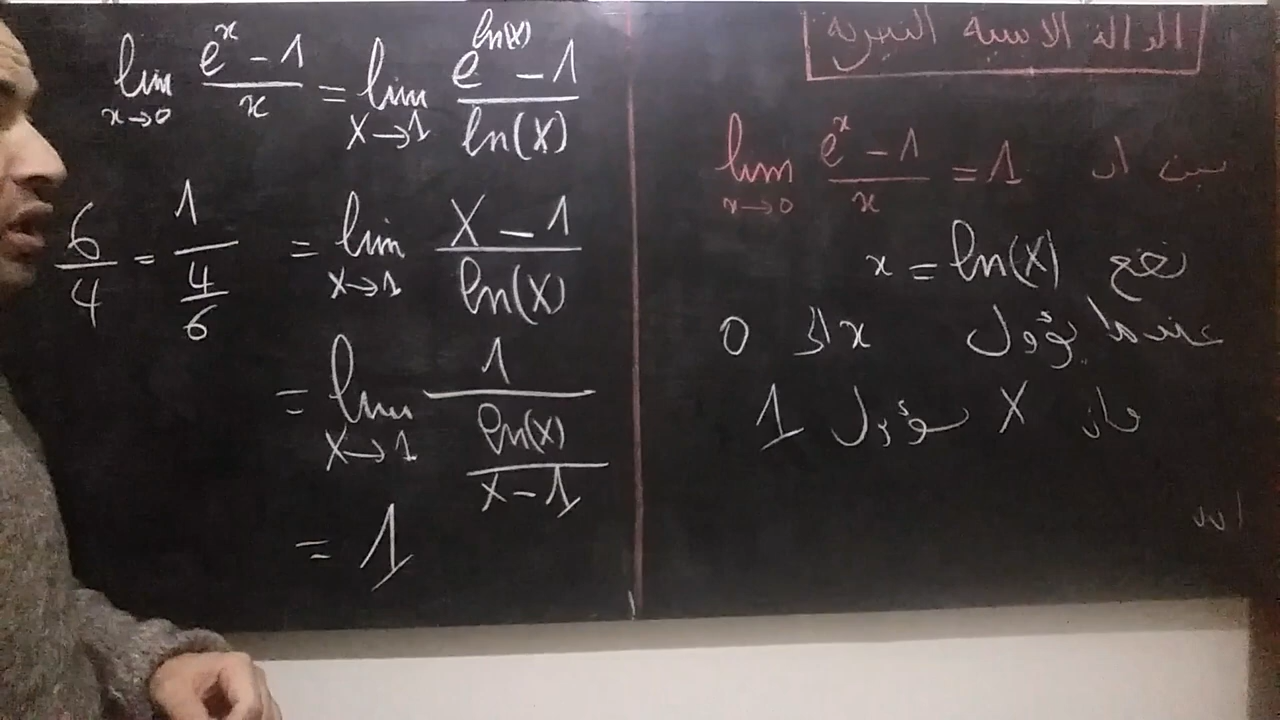 الدالة الاسية النيبرية
بين ان lim x→0 (e^x - 1)/x = 1
نضع x = ln(X)
عندما يؤول x الى 0
فان X سيؤول 1
lim x→0 (e^x - 1)/x = lim X→1 (e^ln(x) - 1)/ln(X)
= lim X→1 (X - 1)/ln(X)
6/4 = 1/(4/6)
= lim X→1 1/(ln(X)/(X - 1))
= 1